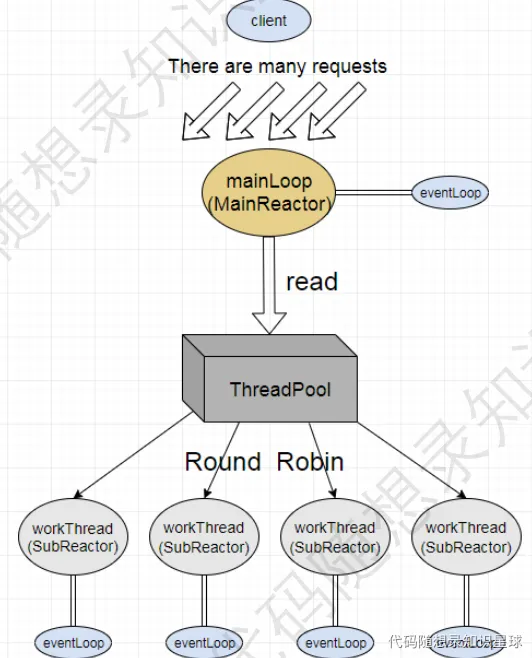 client
There are many requests
mainLoop
(MainReactor)
eventLoop
read
ThreadPool
Round Robin
workThread
(SubReactor)
workThread
(SubReactor)
workThread
(SubReactor)
workThread
(SubReactor)
eventLoop
eventLoop
eventLoop
代码随想录知识星球